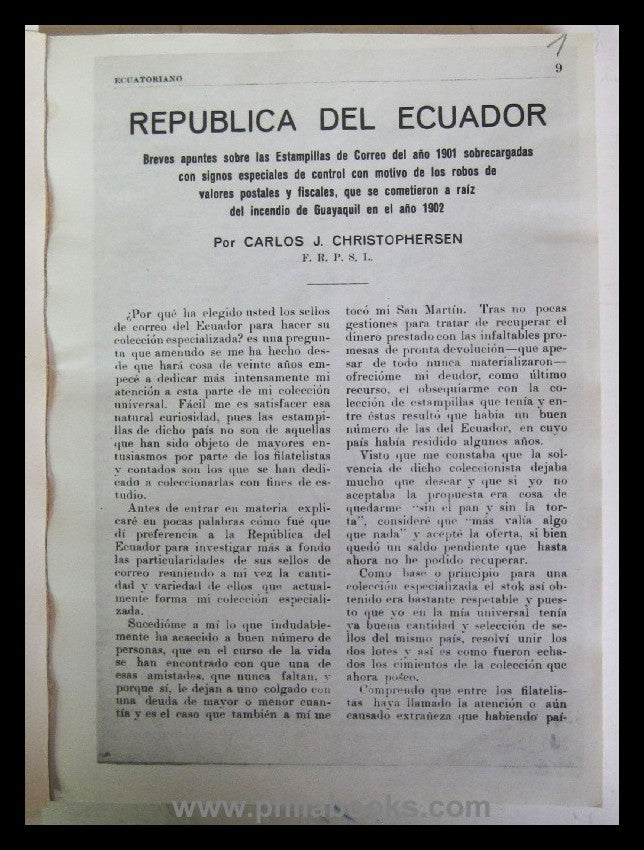 1
ECUATORIANO
9
REPUBLICA DEL ECUADOR
Breves apuntes sobre las Estampillas de Correo del año 1901 sobrecargadas
con signos especiales de control con motivo de los robos de
valores postales y fiscales, que se cometieron a raíz
del incendio de Guayaquil en el año 1902
Por CARLOS J. CHRISTOPHERSEN
F. R. P. S. L.
¿Por qué ha elegido usted los sellos
de correo del Ecuador para hacer su
colección especializada? es una pregun-
ta que amenudo se me ha hecho des-
de que hará cosa de veinte años em-
pecé a dedicar más intensamente mi
atención a esta parte de mi colección
universal. Fácil me es satisfacer esa
natural curiosidad, pues las estampi-
llas de dicho país no son de aquellas
que han sido objeto de mayores en-
tusiasmos por parte de los filatelistas
y contados son los que se han dedi-
cado a coleccionarlas con fines de es-
tudio.
Antes de entrar en materia expli-
caré en pocas palabras cómo fué que
dí preferencia a la República del
Ecuador para investigar más a fondo
las particularidades de sus sellos de
correo reuniendo a mi vez la canti-
dad y variedad de ellos que actual-
mente forma mi colección especiali-
zada.
Sucedióme a mí lo que indudable-
mente ha acaecido a buen número de
personas, que en el curso de la vida
se han encontrado con que una de
esas amistades, que nunca faltan, y
porque sí, le dejan a uno colgado con
una deuda de mayor o menor cuan-
tía y es el caso que también a mí me
tocó mi San Martín. Tras no pocas
gestiones para tratar de recuperar el
dinero prestado con las infaltables pro-
mesas de pronta devolución—que ape-
sar de todo nunca materializaron—
ofrecióme mi deudor, como último
recurso, el obsequiarme con la co-
lección de estampillas que tenía y en-
tre éstas resultó que había un buen
número de las del Ecuador, en cuyo
país había residido algunos años.
Visto que me constaba que la sol-
vencia de dicho coleccionista dejaba
mucho que desear y que si yo no
aceptaba la propuesta era cosa de
quedarme "sin el pan y sin la tor-
ta", consideré que "más valía algo
que nada" y acepté la oferta, si bien
quedó un saldo pendiente que hasta
ahora no he podido recuperar.
Como base o principio para una
colección especializada el stok así ob-
tenido era bastante respetable y pues-
to que yo en la mía universal tenía
ya buena cantidad y selección de se-
llos del mismo país, resolví unir los
dos lotes y así es como fueron echa-
dos los cimientos de la colección que
ahora poseo.
Comprendo que entre los filatelis-
tas haya llamado la atención o aún
causado extrañeza que habiendo paí-
www.philabooks.com